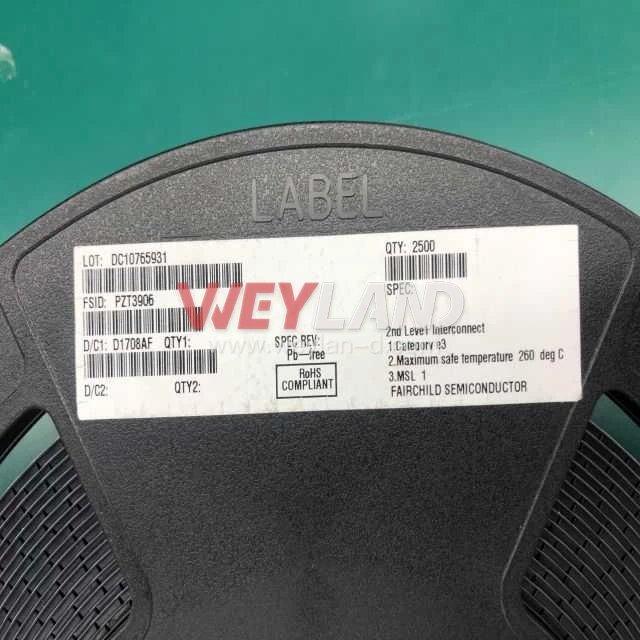 LABEL
LOT: DC10765931
QTY: 2500
FSID: PZT3906
SPEC:
WEYLAND
D/C1: D1708AF QTY1:
SPEC REV:
Pb-free
D/C2: QTY2:
RoHS
COMPLIANT
2nd Level Interconnect
1.Category e3
2.Maximum safe temperature 260 deg C
3.MSL 1
FAIRCHILD SEMICONDUCTOR